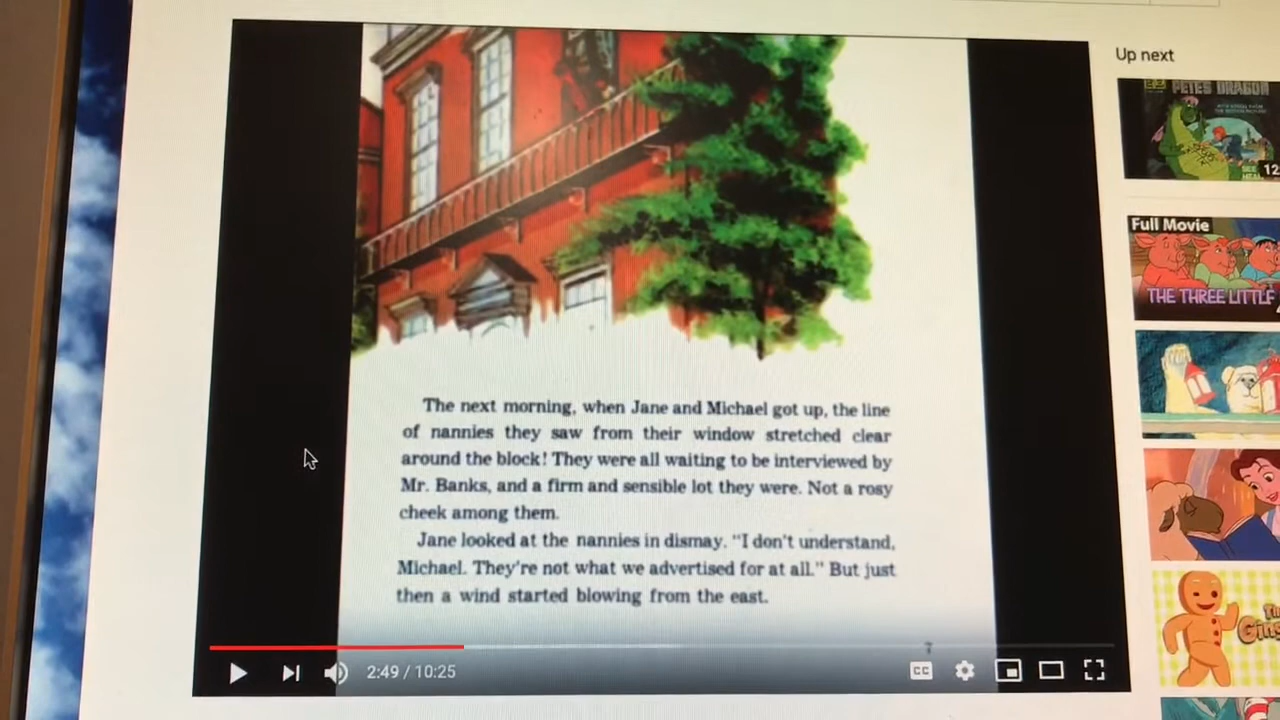 Up next
PETES DRAGON
12
Full Movie
THE THREE LITTLE
The next morning, when Jane and Michael got up, the line
of nannies they saw from their window stretched clear
around the block! They were all waiting to be interviewed by
Mr. Banks, and a firm and sensible lot they were. Not a rosy
cheek among them.
Jane looked at the nannies in dismay. “I don't understand,
Michael. They're not what we advertised for at all.” But just
then a wind started blowing from the east.
2:49 / 10:25
CC